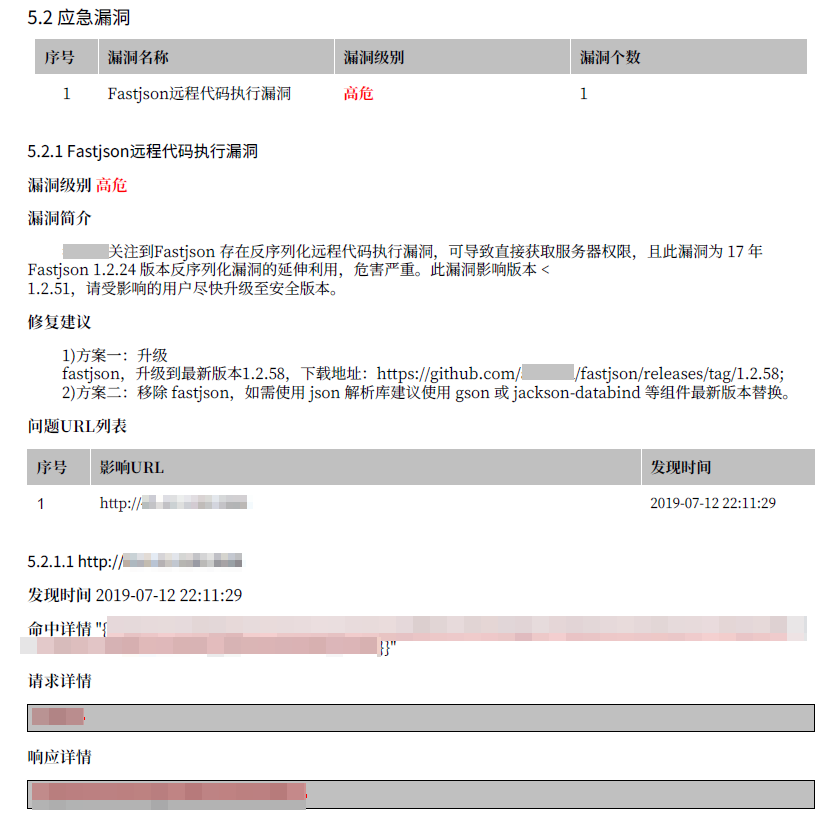 5.2 应急漏洞
序号 漏洞名称 漏洞级别 漏洞个数
1 Fastjson远程代码执行漏洞 高危 1
5.2.1 Fastjson远程代码执行漏洞
漏洞级别 高危
漏洞简介
关注到Fastjson 存在反序列化远程代码执行漏洞，可导致直接获取服务器权限，且此漏洞为 17 年
Fastjson 1.2.24 版本反序列化漏洞的延伸利用，危害严重。此漏洞影响版本 <
1.2.51，请受影响的用户尽快升级至安全版本。
修复建议
1)方案一：升级
fastjson，升级到最新版本1.2.58，下载地址：https://github.com/ /fastjson/releases/tag/1.2.58;
2)方案二：移除 fastjson，如需使用 json 解析库建议使用 gson 或 jackson-databind 等组件最新版本替换。
问题URL列表
序号 影响URL 发现时间
1 http:// 2019-07-12 22:11:29
5.2.1.1 http://
发现时间 2019-07-12 22:11:29
命中详情 "{
}}"
请求详情
响应详情